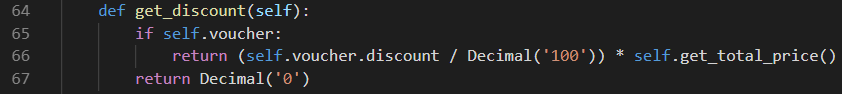 64 def get_discount(self):
65 if self.voucher:
66 return (self.voucher.discount / Decimal('100')) * self.get_total_price()
67 return Decimal('0')